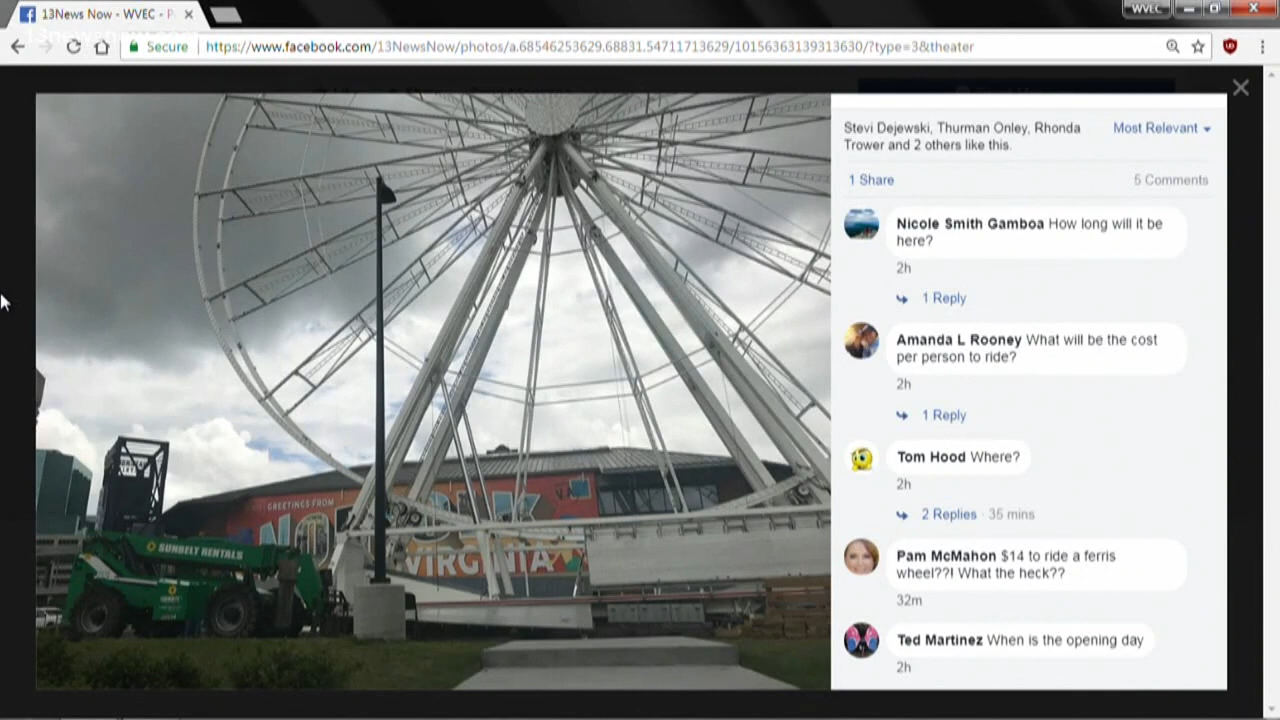 13News Now - WVEC - P
WVEC
Secure
https://www.facebook.com/13NewsNow/photos/a.68546253629.68831.54711713629/10156363139313630/?type=3&theater
Stevi Dejewski, Thurman Onley, Rhonda
Trower and 2 others like this.
Most Relevant
1 Share
5 Comments
Nicole Smith Gamboa How long will it be
here?
2h
1 Reply
Amanda L Rooney What will be the cost
per person to ride?
2h
1 Reply
Tom Hood Where?
2h
2 Replies · 35 mins
Pam McMahon $14 to ride a ferris
wheel??! What the heck??
32m
Ted Martinez When is the opening day
2h
GREETINGS FROM
VIRGINIA
SUNBELT RENTALS